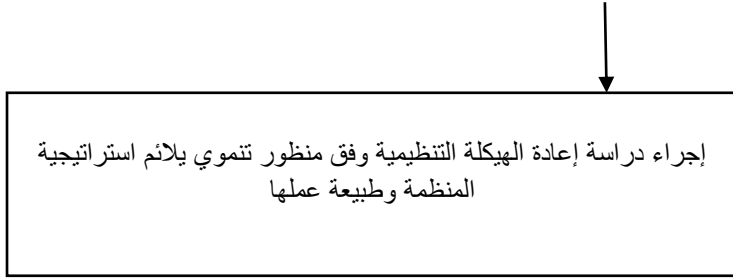 إجراء دراسة إعادة الهيكلة التنظيمية وفق منظور تنموي يلائم استراتيجية
المنظمة وطبيعة عملها